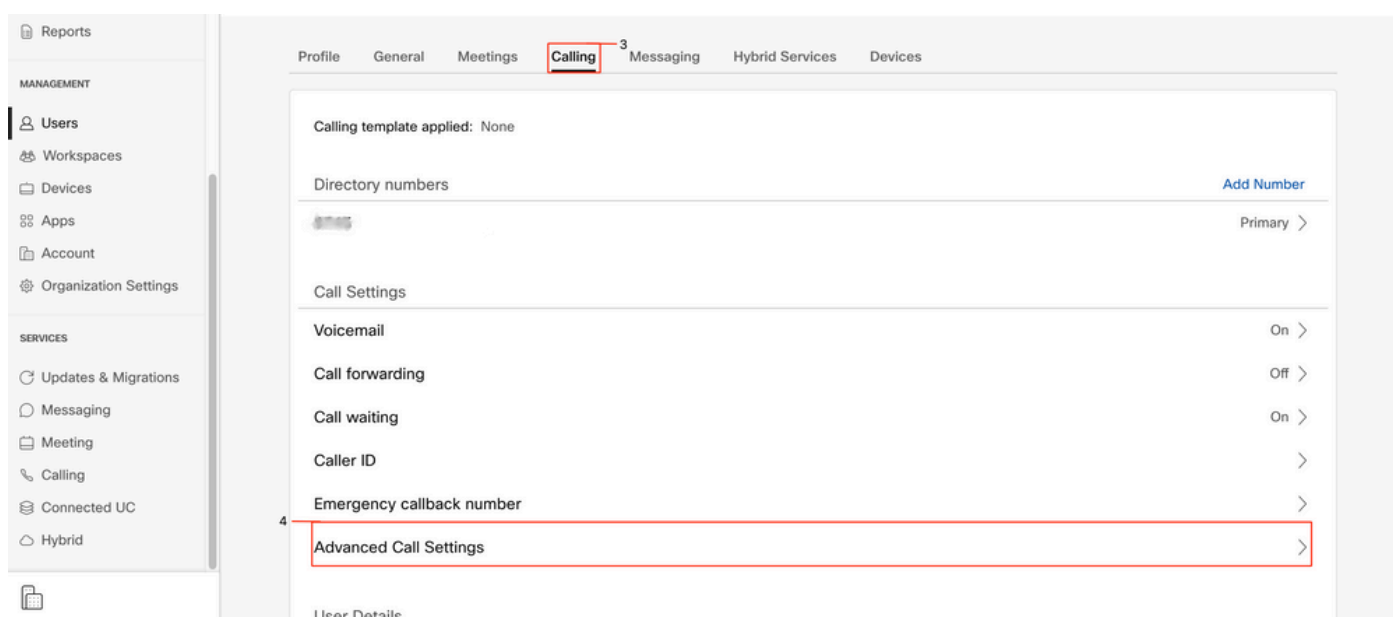 Reports
MANAGEMENT
Users
Workspaces
Devices
Apps
Account
Organization Settings
SERVICES
Updates & Migrations
Messaging
Meeting
Calling
Connected UC
Hybrid
Profile General Meetings Calling 3 Messaging Hybrid Services Devices
Calling template applied: None
Directory numbers Add Number
Primary
Call Settings
Voicemail On
Call forwarding Off
Call waiting On
Caller ID
Emergency callback number
4
Advanced Call Settings
User Details